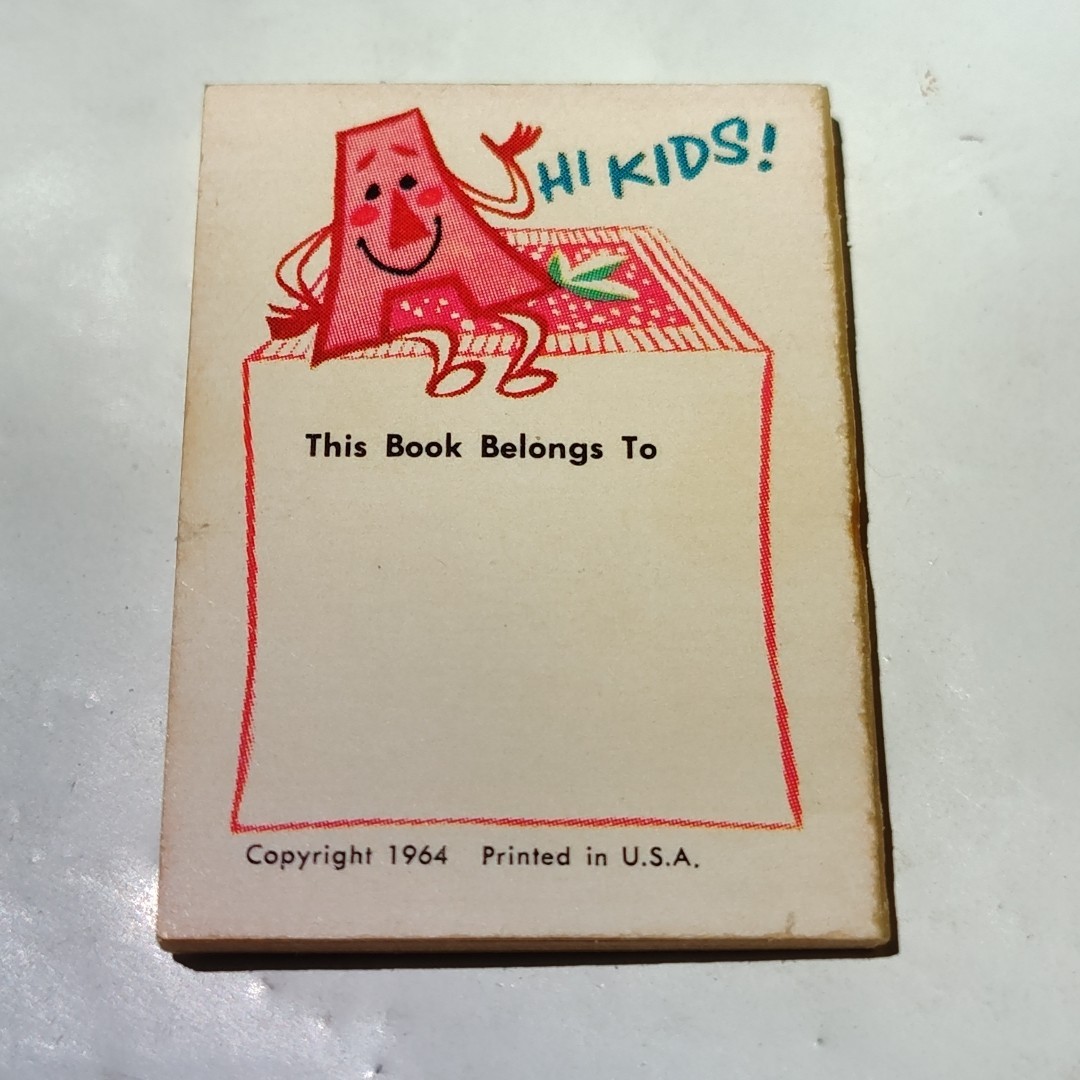 HI KIDS!
This Book Belongs To
Copyright 1964 Printed in U.S.A.